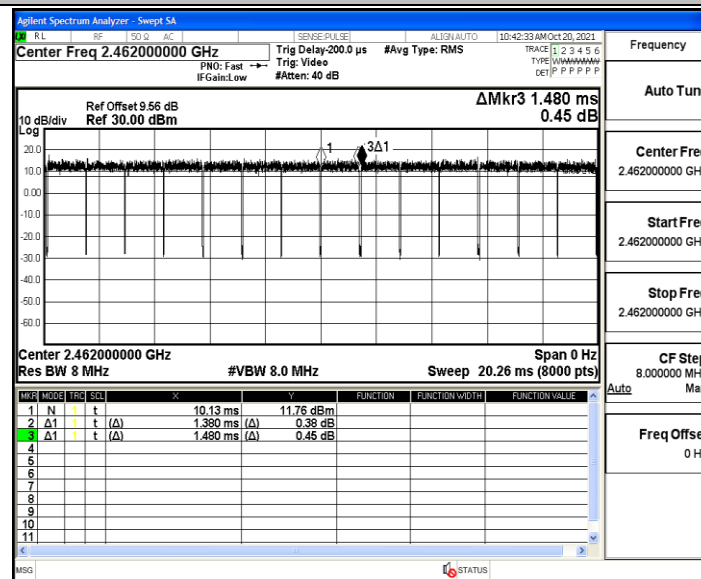 Agilent Spectrum Analyzer - Swept SA
LXI RL RF 50 Ω AC SENSE:PULSE ALIGNAUTO 10:42:33 AM Oct 20, 2021
Center Freq 2.462000000 GHz
PNO: Fast
IFGain:Low
Trig Delay-200.0 µs
Trig: Video
#Atten: 40 dB
#Avg Type: RMS
TRACE 1 2 3 4 5 6
TYPE WWWWWW
DET P P P P P P
Ref Offset 9.56 dB
10 dB/div Ref 30.00 dBm
Log
ΔMkr3 1.480 ms
0.45 dB
1
3Δ1
20.0
10.0
0.00
-10.0
-20.0
-30.0
-40.0
-50.0
-60.0
Center 2.462000000 GHz Span 0 Hz
Res BW 8 MHz #VBW 8.0 MHz Sweep 20.26 ms (8000 pts)
MKR MODE TRC SCL X Y FUNCTION FUNCTION WIDTH FUNCTION VALUE
1 N 1 t 10.13 ms 11.76 dBm
2 Δ1 1 t (Δ) 1.380 ms (Δ) 0.38 dB
3 Δ1 1 t (Δ) 1.480 ms (Δ) 0.45 dB
4
5
6
7
8
9
10
11
MSG STATUS
Frequency
Auto Tun
Center Fre
2.462000000 GH
Start Fre
2.462000000 GH
Stop Fre
2.462000000 GH
CF Step
8.000000 MH
Auto Ma
Freq Offse
0 H